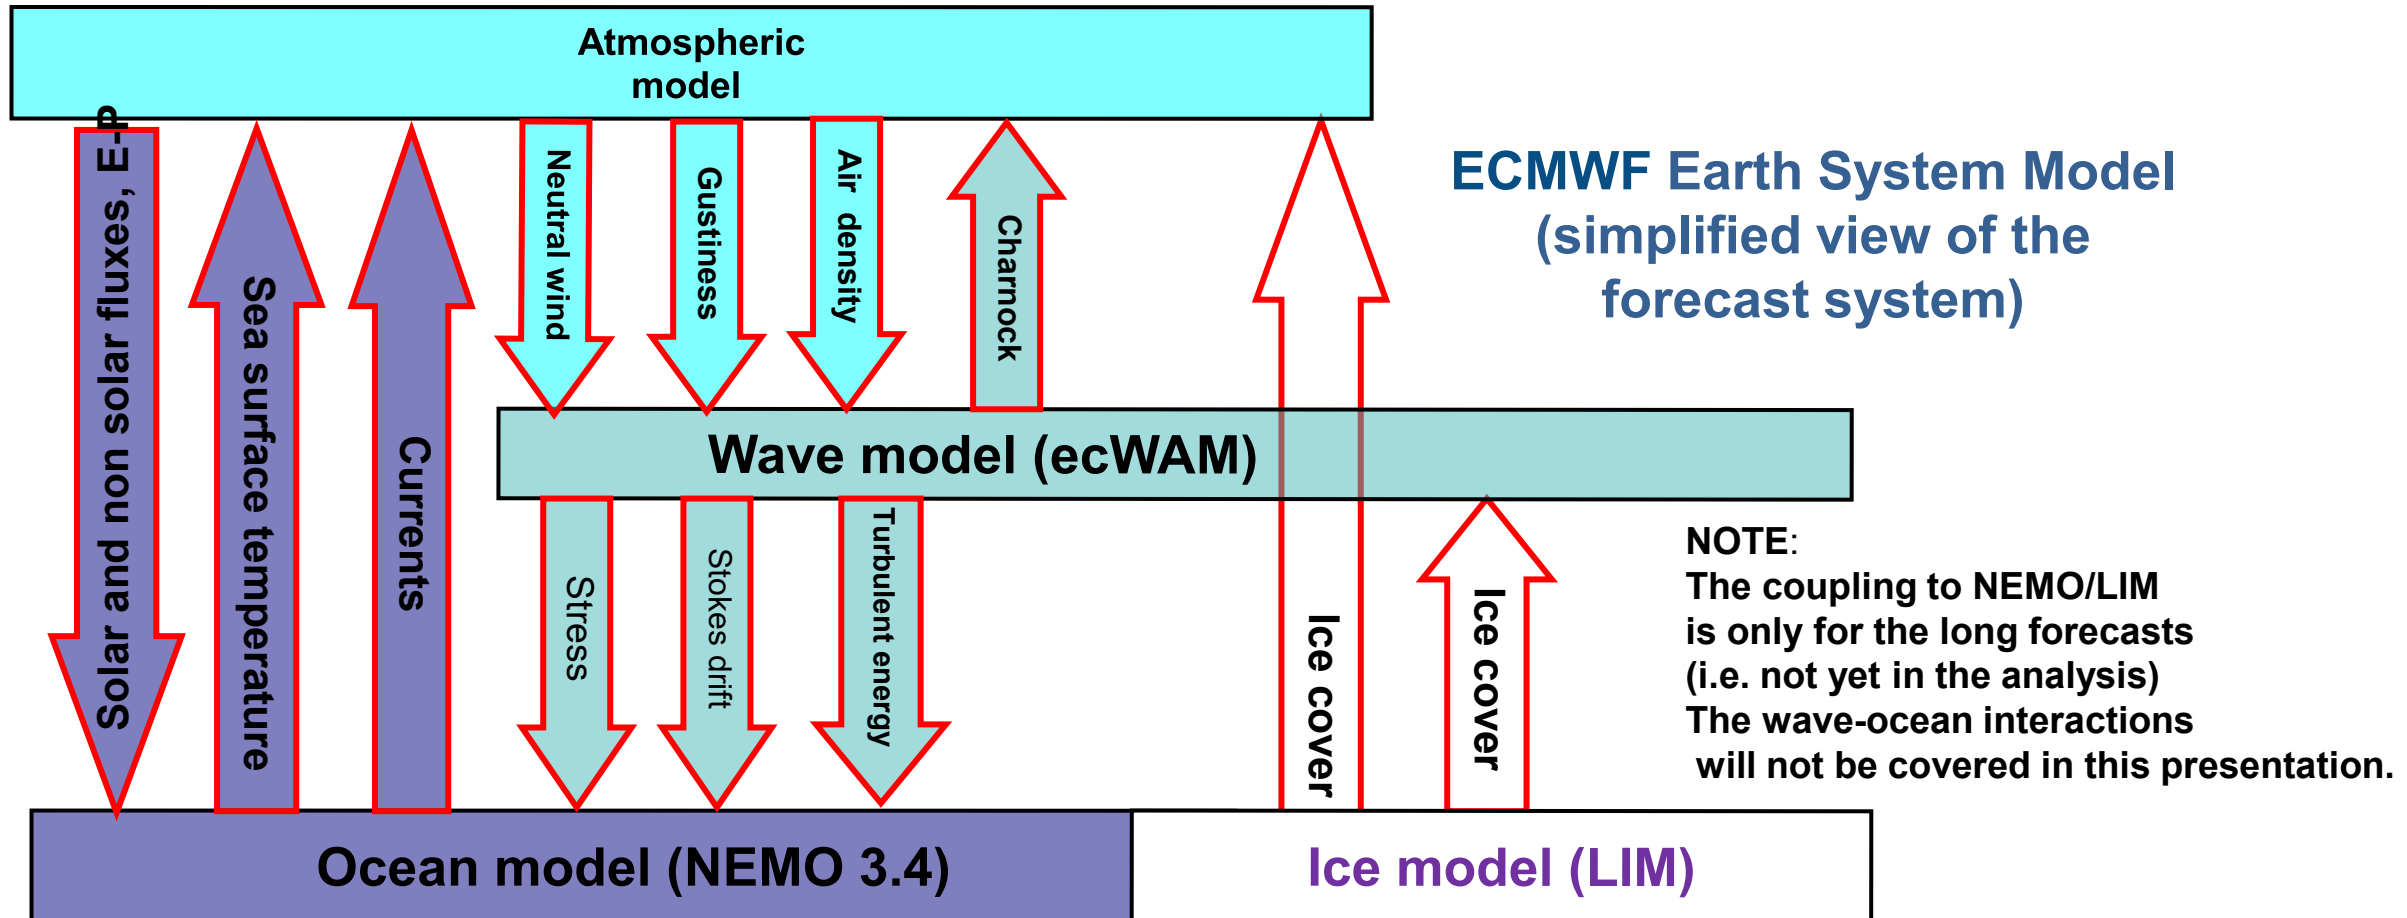 Atmospheric
model
Solar and non solar fluxes, E-P
Sea surface temperature
Currents
Neutral wind
Gustiness
Air density
Charnock
ECMWF Earth System Model
(simplified view of the
forecast system)
Wave model (ecWAM)
Stress
Stokes drift
Turbulent energy
Ice cover
Ice cover
NOTE:
The coupling to NEMO/LIM
is only for the long forecasts
(i.e. not yet in the analysis)
The wave-ocean interactions
will not be covered in this presentation.
Ocean model (NEMO 3.4)
Ice model (LIM)